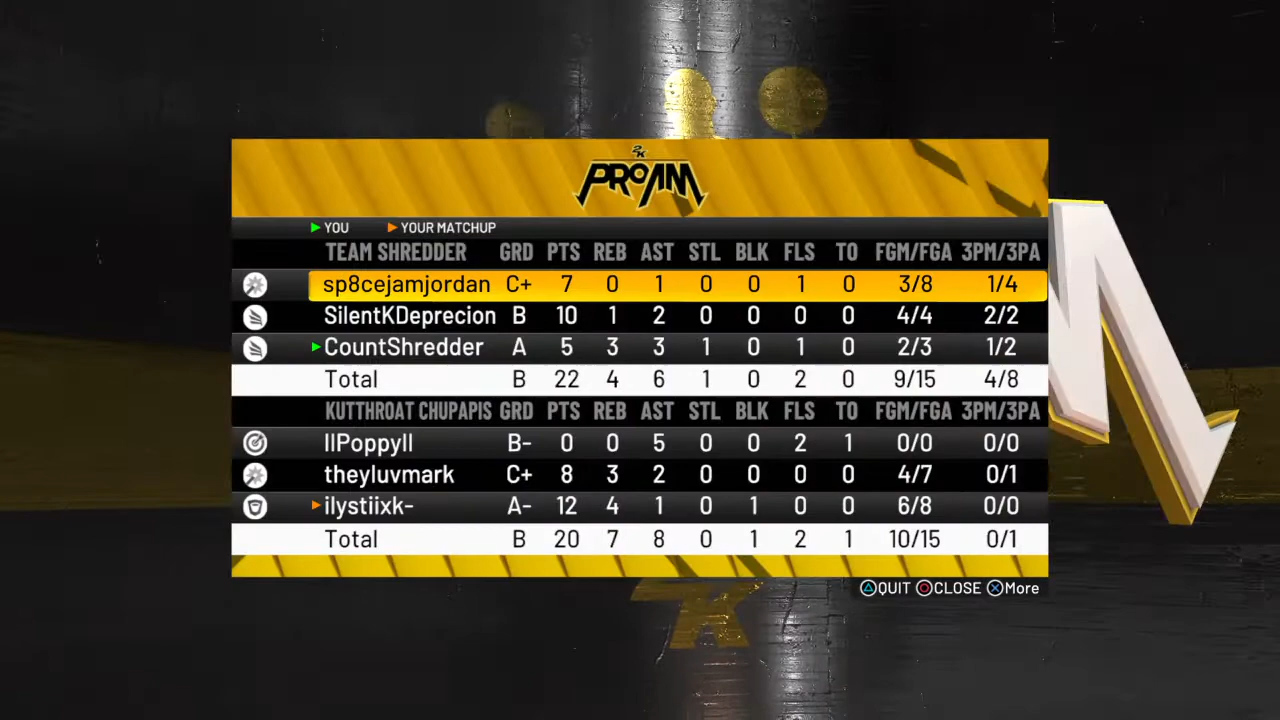 2K
PRO AM
YOU YOUR MATCHUP
TEAM SHREDDER GRD PTS REB AST STL BLK FLS TO FGM/FGA 3PM/3PA
sp8cejamjordan C+ 7 0 1 0 0 1 0 3/8 1/4
SilentKDeprecion B 10 1 2 0 0 0 0 4/4 2/2
CountShredder A 5 3 3 1 0 1 0 2/3 1/2
Total B 22 4 6 1 0 2 0 9/15 4/8
KUTTHROAT CHUPAPIS GRD PTS REB AST STL BLK FLS TO FGM/FGA 3PM/3PA
llPoppyll B- 0 0 5 0 0 2 1 0/0 0/0
theyluvmark C+ 8 3 2 0 0 0 0 4/7 0/1
ilystiixk- A- 12 4 1 0 1 0 0 6/8 0/0
Total B 20 7 8 0 1 2 1 10/15 0/1
QUIT CLOSE More